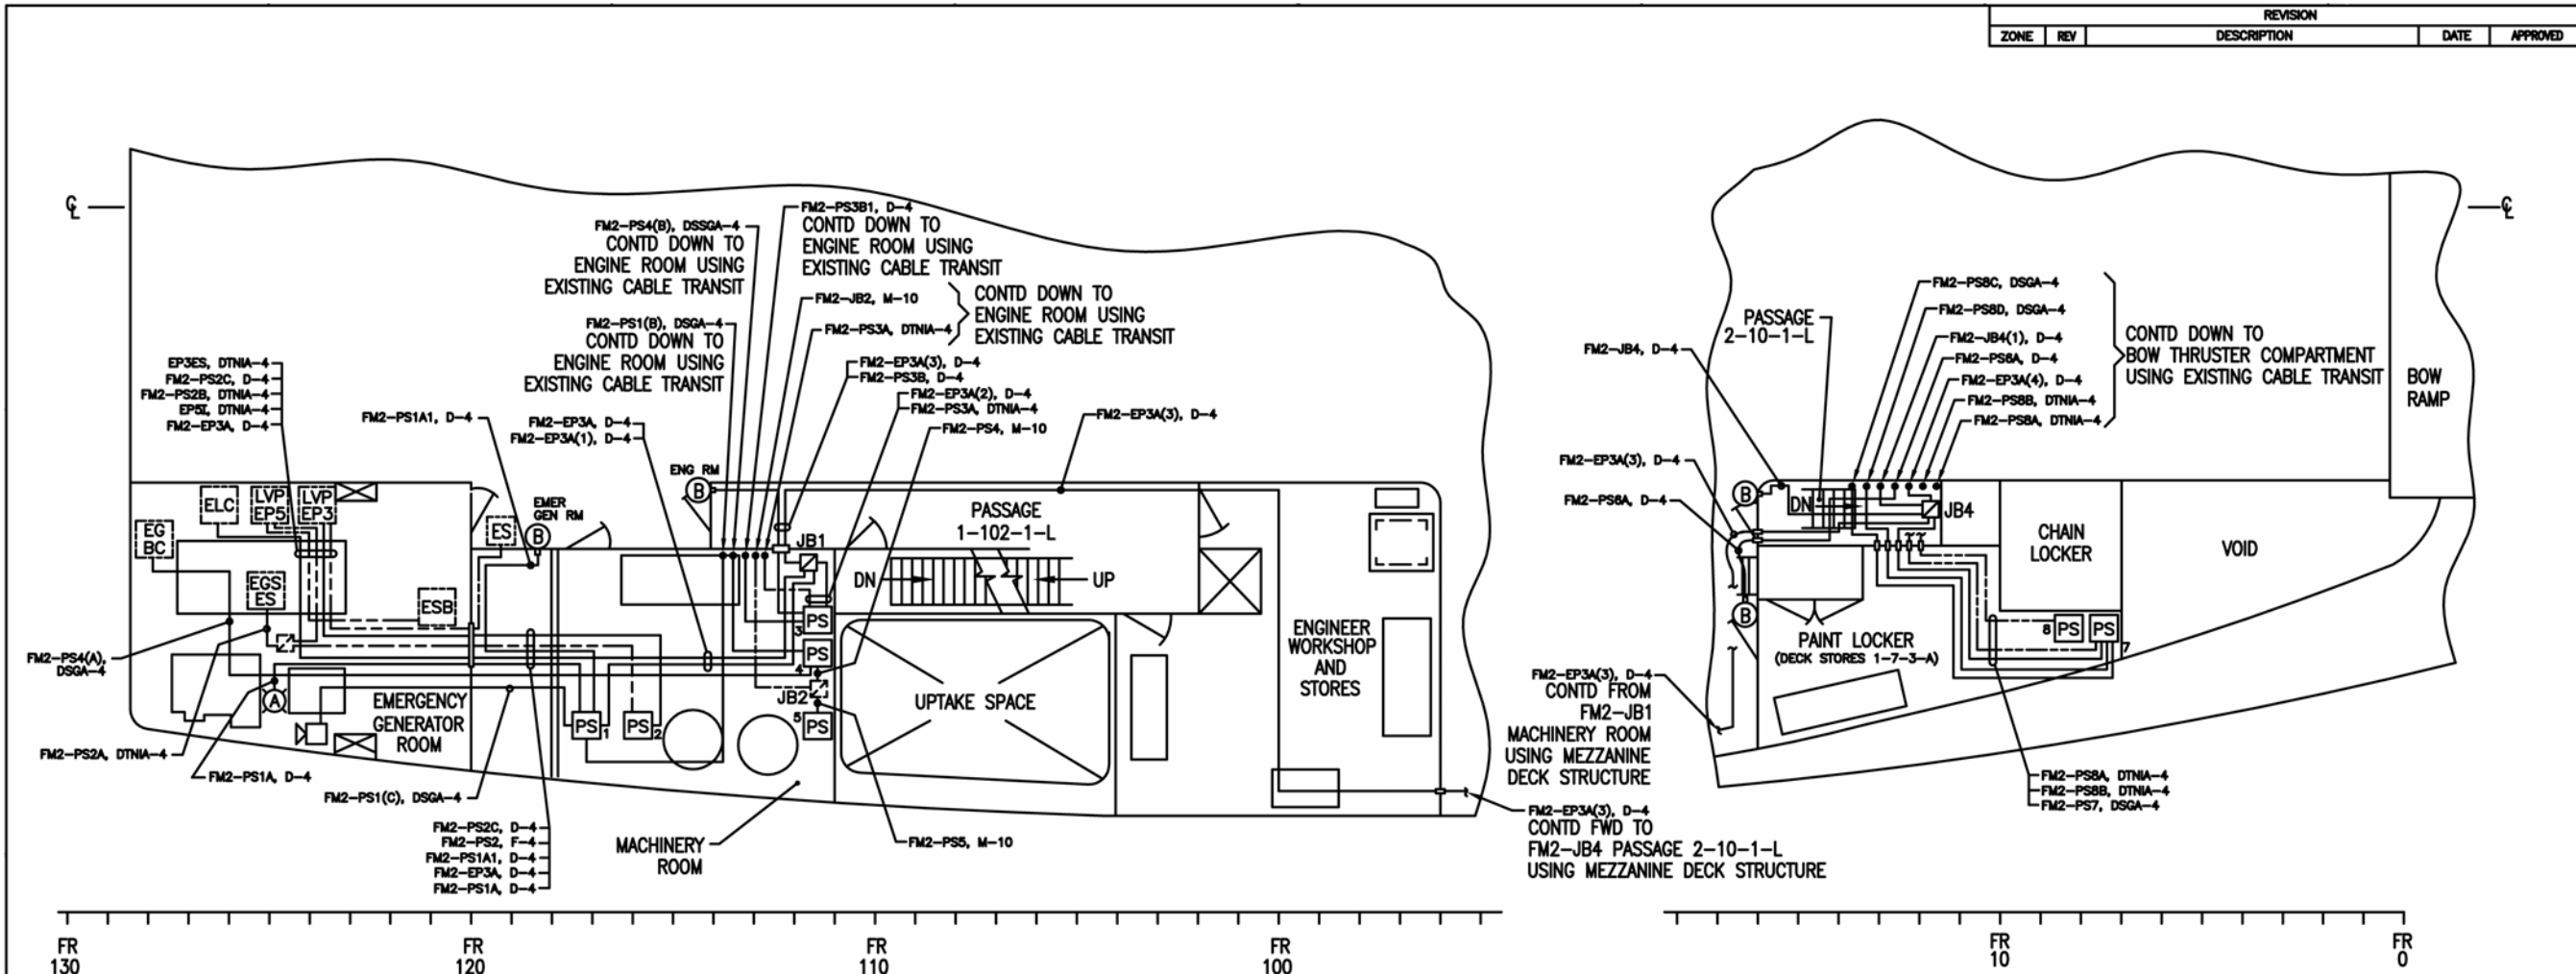 REVISION
ZONE REV DESCRIPTION DATE APPROVED
℄
FM2-PS4(B), DSSGA-4
CONTD DOWN TO
ENGINE ROOM USING
EXISTING CABLE TRANSIT
FM2-PS3B1, D-4
CONTD DOWN TO
ENGINE ROOM USING
EXISTING CABLE TRANSIT
FM2-JB2, M-10
FM2-PS3A, DTNIA-4
CONTD DOWN TO
ENGINE ROOM USING
EXISTING CABLE TRANSIT
FM2-PS1(B), DSGA-4
CONTD DOWN TO
ENGINE ROOM USING
EXISTING CABLE TRANSIT
EP3ES, DTNIA-4
FM2-PS2C, D-4
FM2-PS2B, DTNIA-4
EP5I, DTNIA-4
FM2-EP3A, D-4
FM2-PS1A1, D-4
FM2-EP3A, D-4
FM2-EP3A(1), D-4
FM2-EP3A(3), D-4
FM2-PS3B, D-4
FM2-EP3A(2), D-4
FM2-PS3A, DTNIA-4
FM2-PS4, M-10
FM2-EP3A(3), D-4
ENG RM
B
EMER
GEN RM
B
ES
ELC
LVP
EP5
LVP
EP3
EG
BC
EGS
ES
ESB
JB1
PASSAGE
1-102-1-L
DN
UP
PS
3
PS
4
JB2
PS
5
PS
1
PS
2
A
EMERGENCY
GENERATOR
ROOM
UPTAKE SPACE
ENGINEER
WORKSHOP
AND
STORES
FM2-PS4(A),
DSGA-4
FM2-PS2A, DTNIA-4
FM2-PS1A, D-4
FM2-PS1(C), DSGA-4
FM2-PS2C, D-4
FM2-PS2, F-4
FM2-PS1A1, D-4
FM2-EP3A, D-4
FM2-PS1A, D-4
MACHINERY
ROOM
FM2-PS5, M-10
FM2-EP3A(3), D-4
CONTD FWD TO
FM2-JB4 PASSAGE 2-10-1-L
USING MEZZANINE DECK STRUCTURE
℄
FM2-PS8C, DSGA-4
FM2-PS8D, DSGA-4
FM2-JB4(1), D-4
FM2-PS6A, D-4
FM2-EP3A(4), D-4
FM2-PS8B, DTNIA-4
FM2-PS8A, DTNIA-4
CONTD DOWN TO
BOW THRUSTER COMPARTMENT
USING EXISTING CABLE TRANSIT
PASSAGE
2-10-1-L
FM2-JB4, D-4
FM2-EP3A(3), D-4
FM2-PS6A, D-4
BOW
RAMP
B
DN
JB4
B
CHAIN
LOCKER
VOID
8
PS
PS
7
PAINT LOCKER
(DECK STORES 1-7-3-A)
FM2-EP3A(3), D-4
CONTD FROM
FM2-JB1
MACHINERY ROOM
USING MEZZANINE
DECK STRUCTURE
FM2-PS8A, DTNIA-4
FM2-PS8B, DTNIA-4
FM2-PS7, DSGA-4
FR
130
FR
120
FR
110
FR
100
FR
10
FR
0